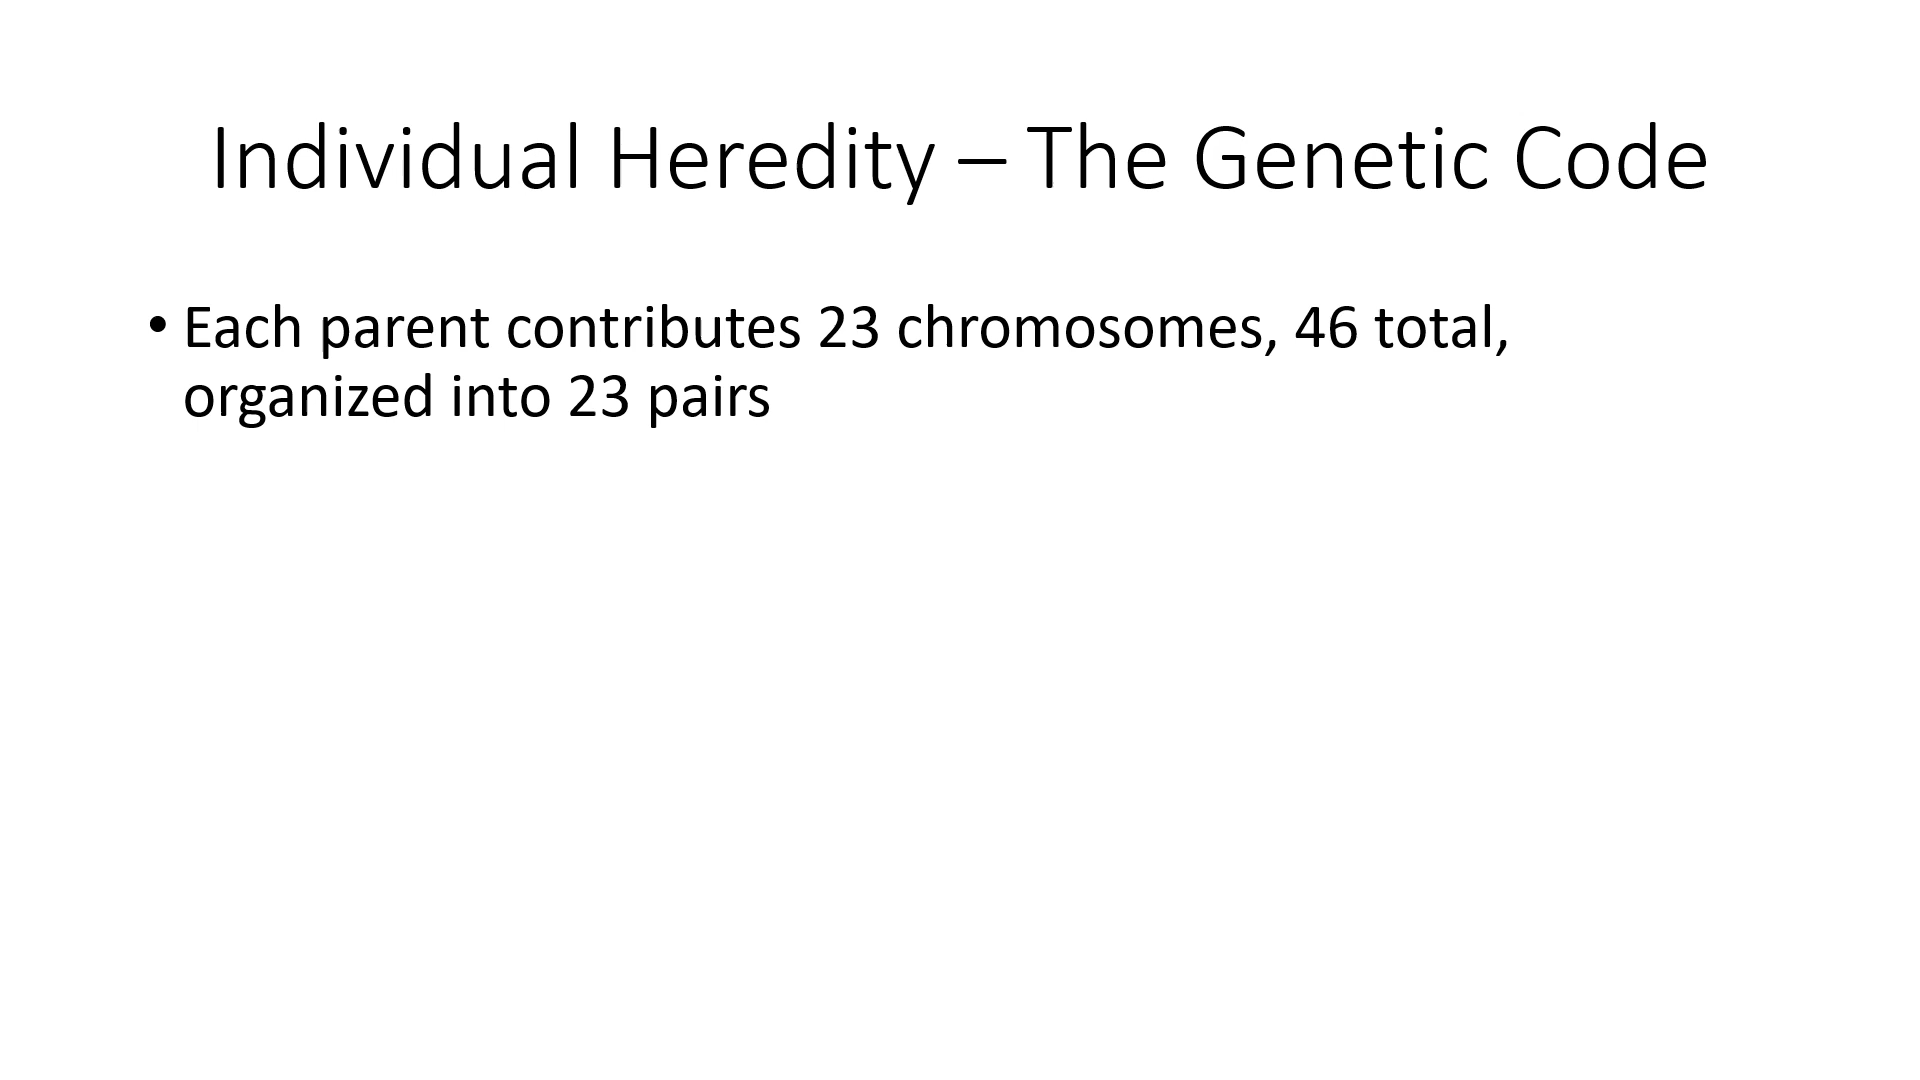 Individual Heredity – The Genetic Code
• Each parent contributes 23 chromosomes, 46 total,
organized into 23 pairs